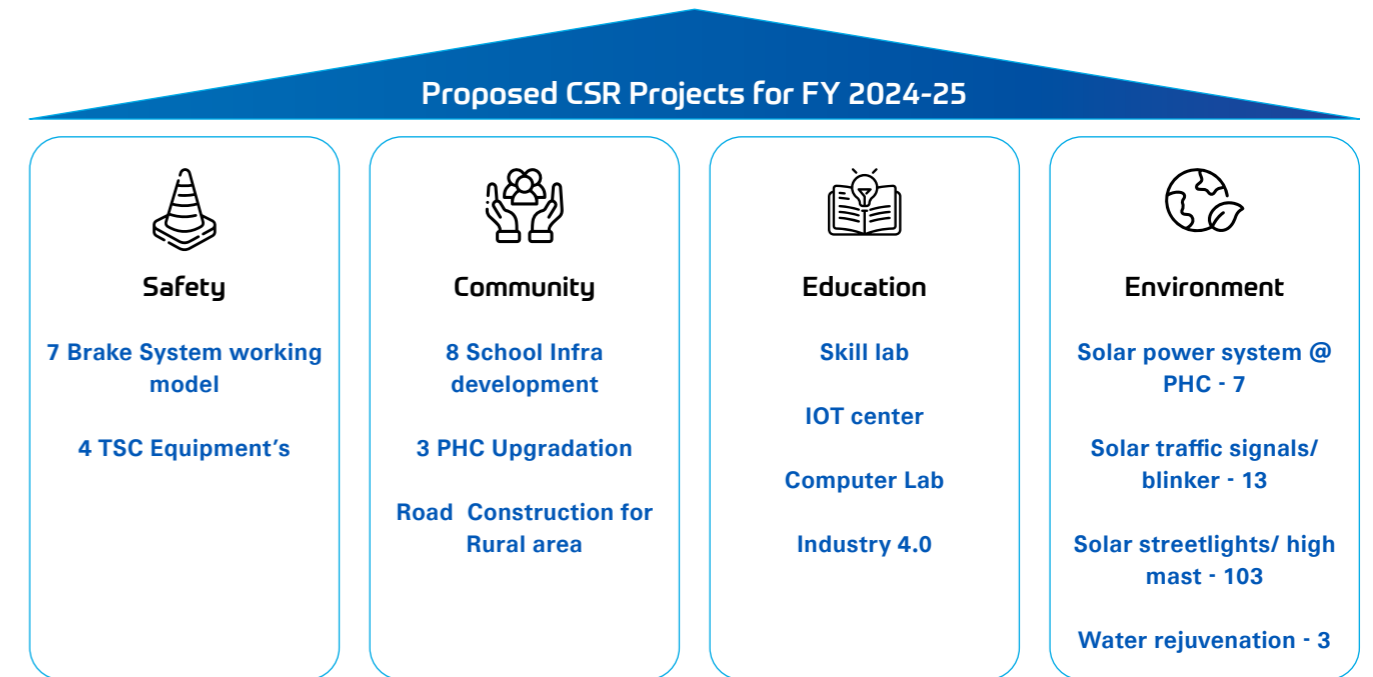 Proposed CSR Projects for FY 2024-25
Safety
7 Brake System working
model
4 TSC Equipment’s
Community
8 School Infra
development
3 PHC Upgradation
Road  Construction for
Rural area
Education
Skill lab
IOT center
Computer Lab
Industry 4.0
Environment
Solar power system @
PHC - 7
Solar traffic signals/
blinker - 13
Solar streetlights/ high
mast - 103
Water rejuvenation - 3